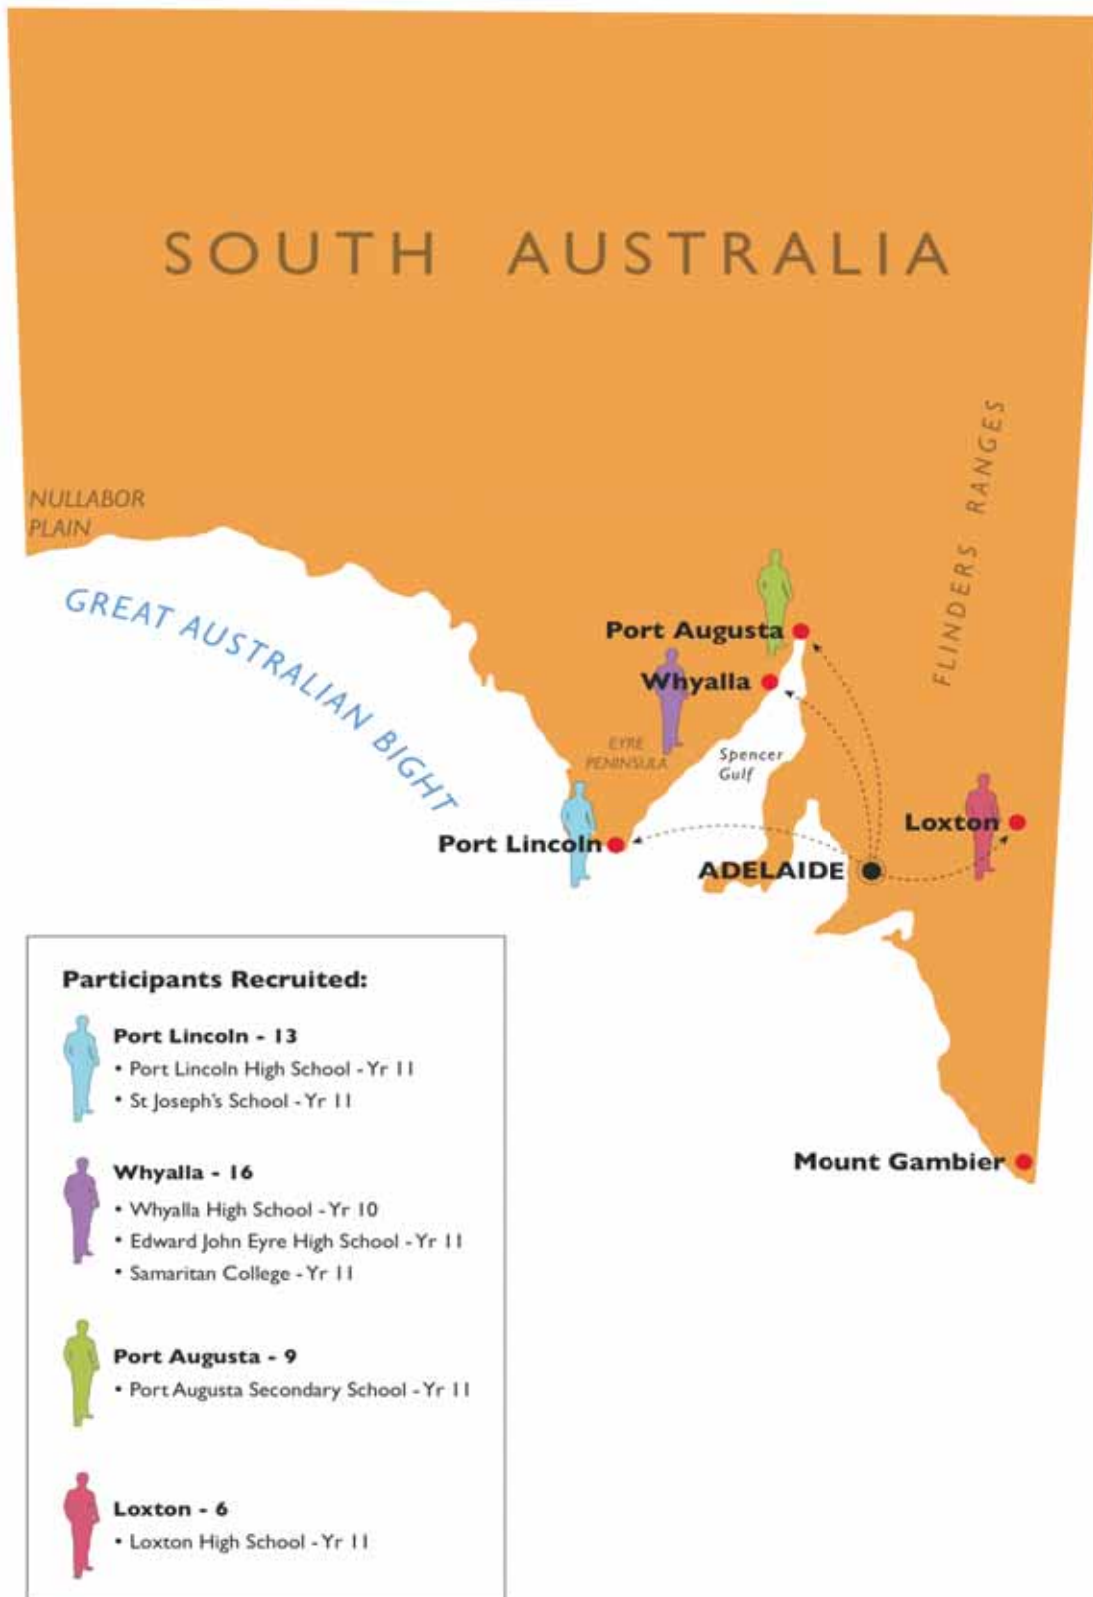 SOUTH AUSTRALIA
FLINDERS RANGES
NULLABOR
PLAIN
GREAT AUSTRALIAN BIGHT
Port Augusta
Whyalla
EYRE
PENINSULA
Spencer
Gulf
Loxton
Port Lincoln
ADELAIDE
Mount Gambier
Participants Recruited:
Port Lincoln - 13
• Port Lincoln High School - Yr 11
• St Joseph's School - Yr 11
Whyalla - 16
• Whyalla High School - Yr 10
• Edward John Eyre High School - Yr 11
• Samaritan College - Yr 11
Port Augusta - 9
• Port Augusta Secondary School - Yr 11
Loxton - 6
• Loxton High School - Yr 11